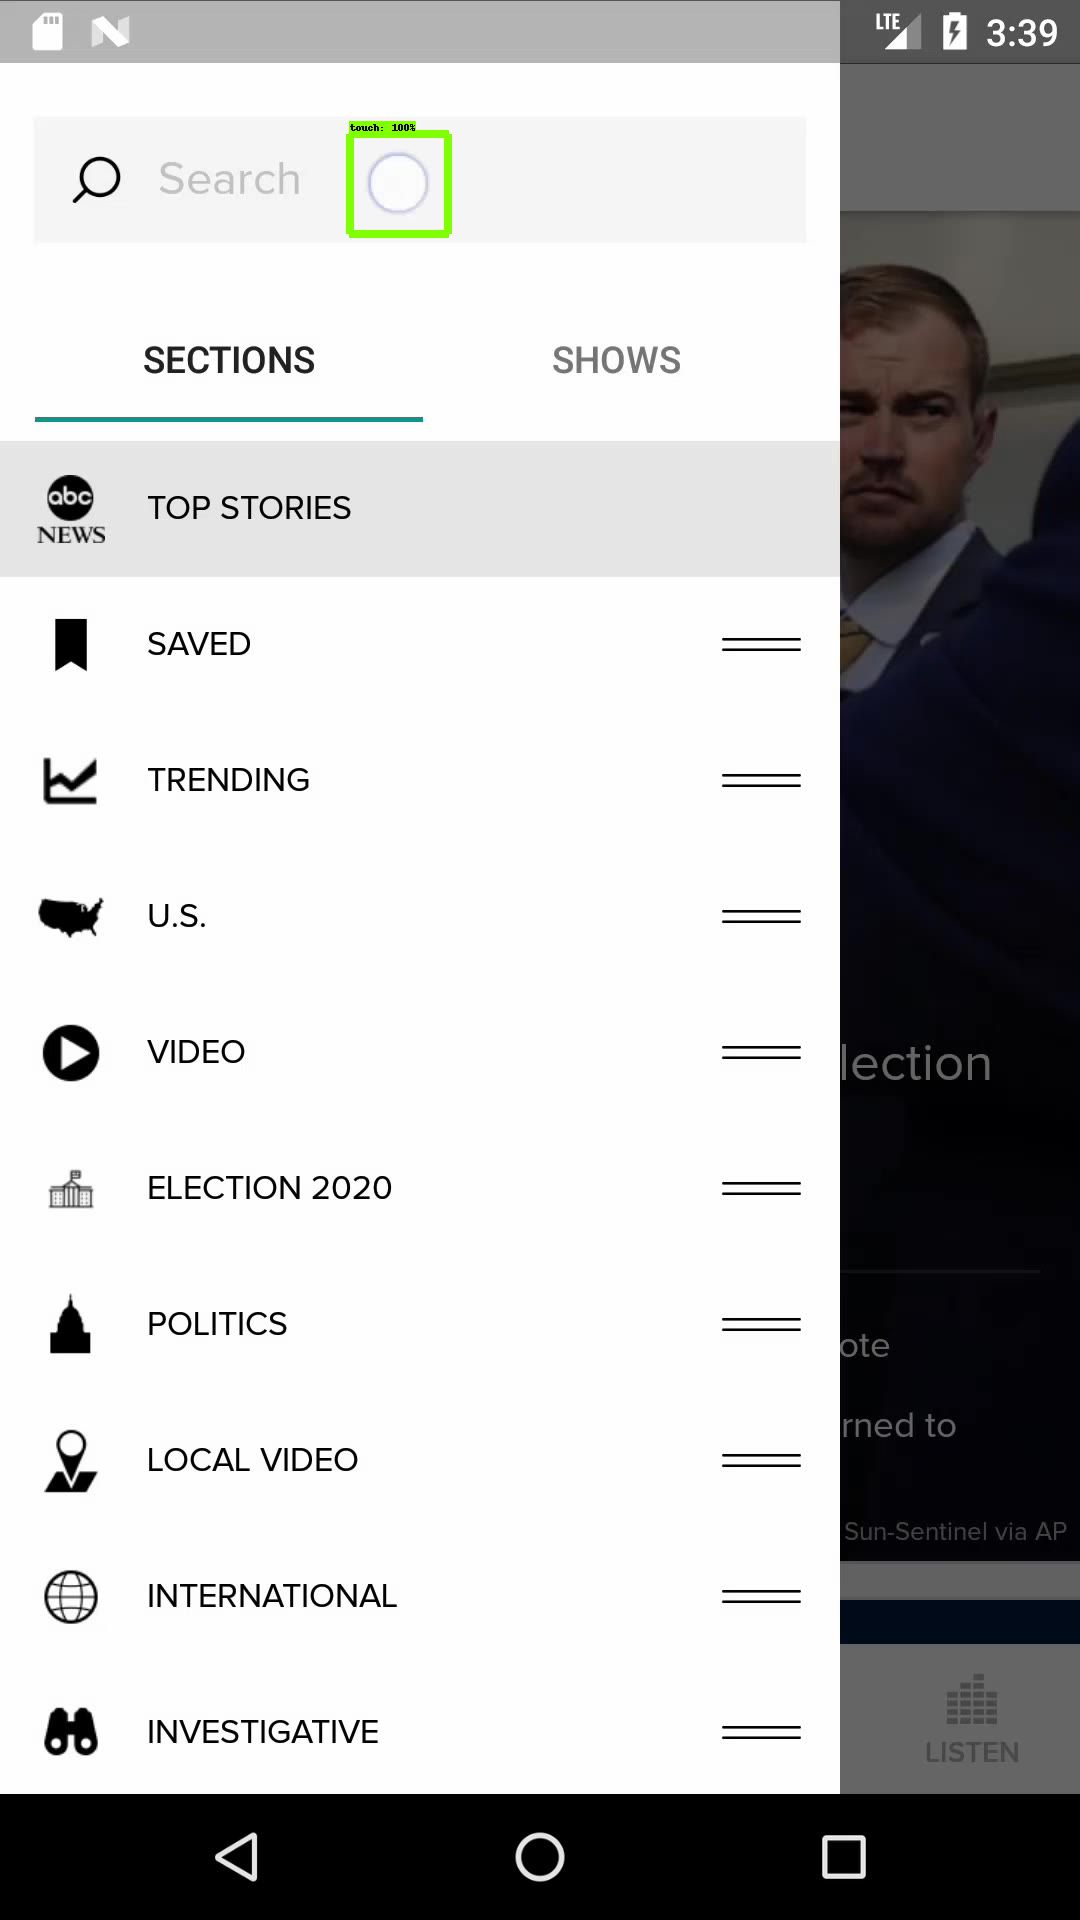 LTE 3:39
touch: 100%
Search
SECTIONS SHOWS
abc
NEWS
TOP STORIES
SAVED
TRENDING
U.S.
VIDEO
lection
ELECTION 2020
POLITICS
ote
rned to
LOCAL VIDEO
Sun-Sentinel via AP
INTERNATIONAL
INVESTIGATIVE
LISTEN